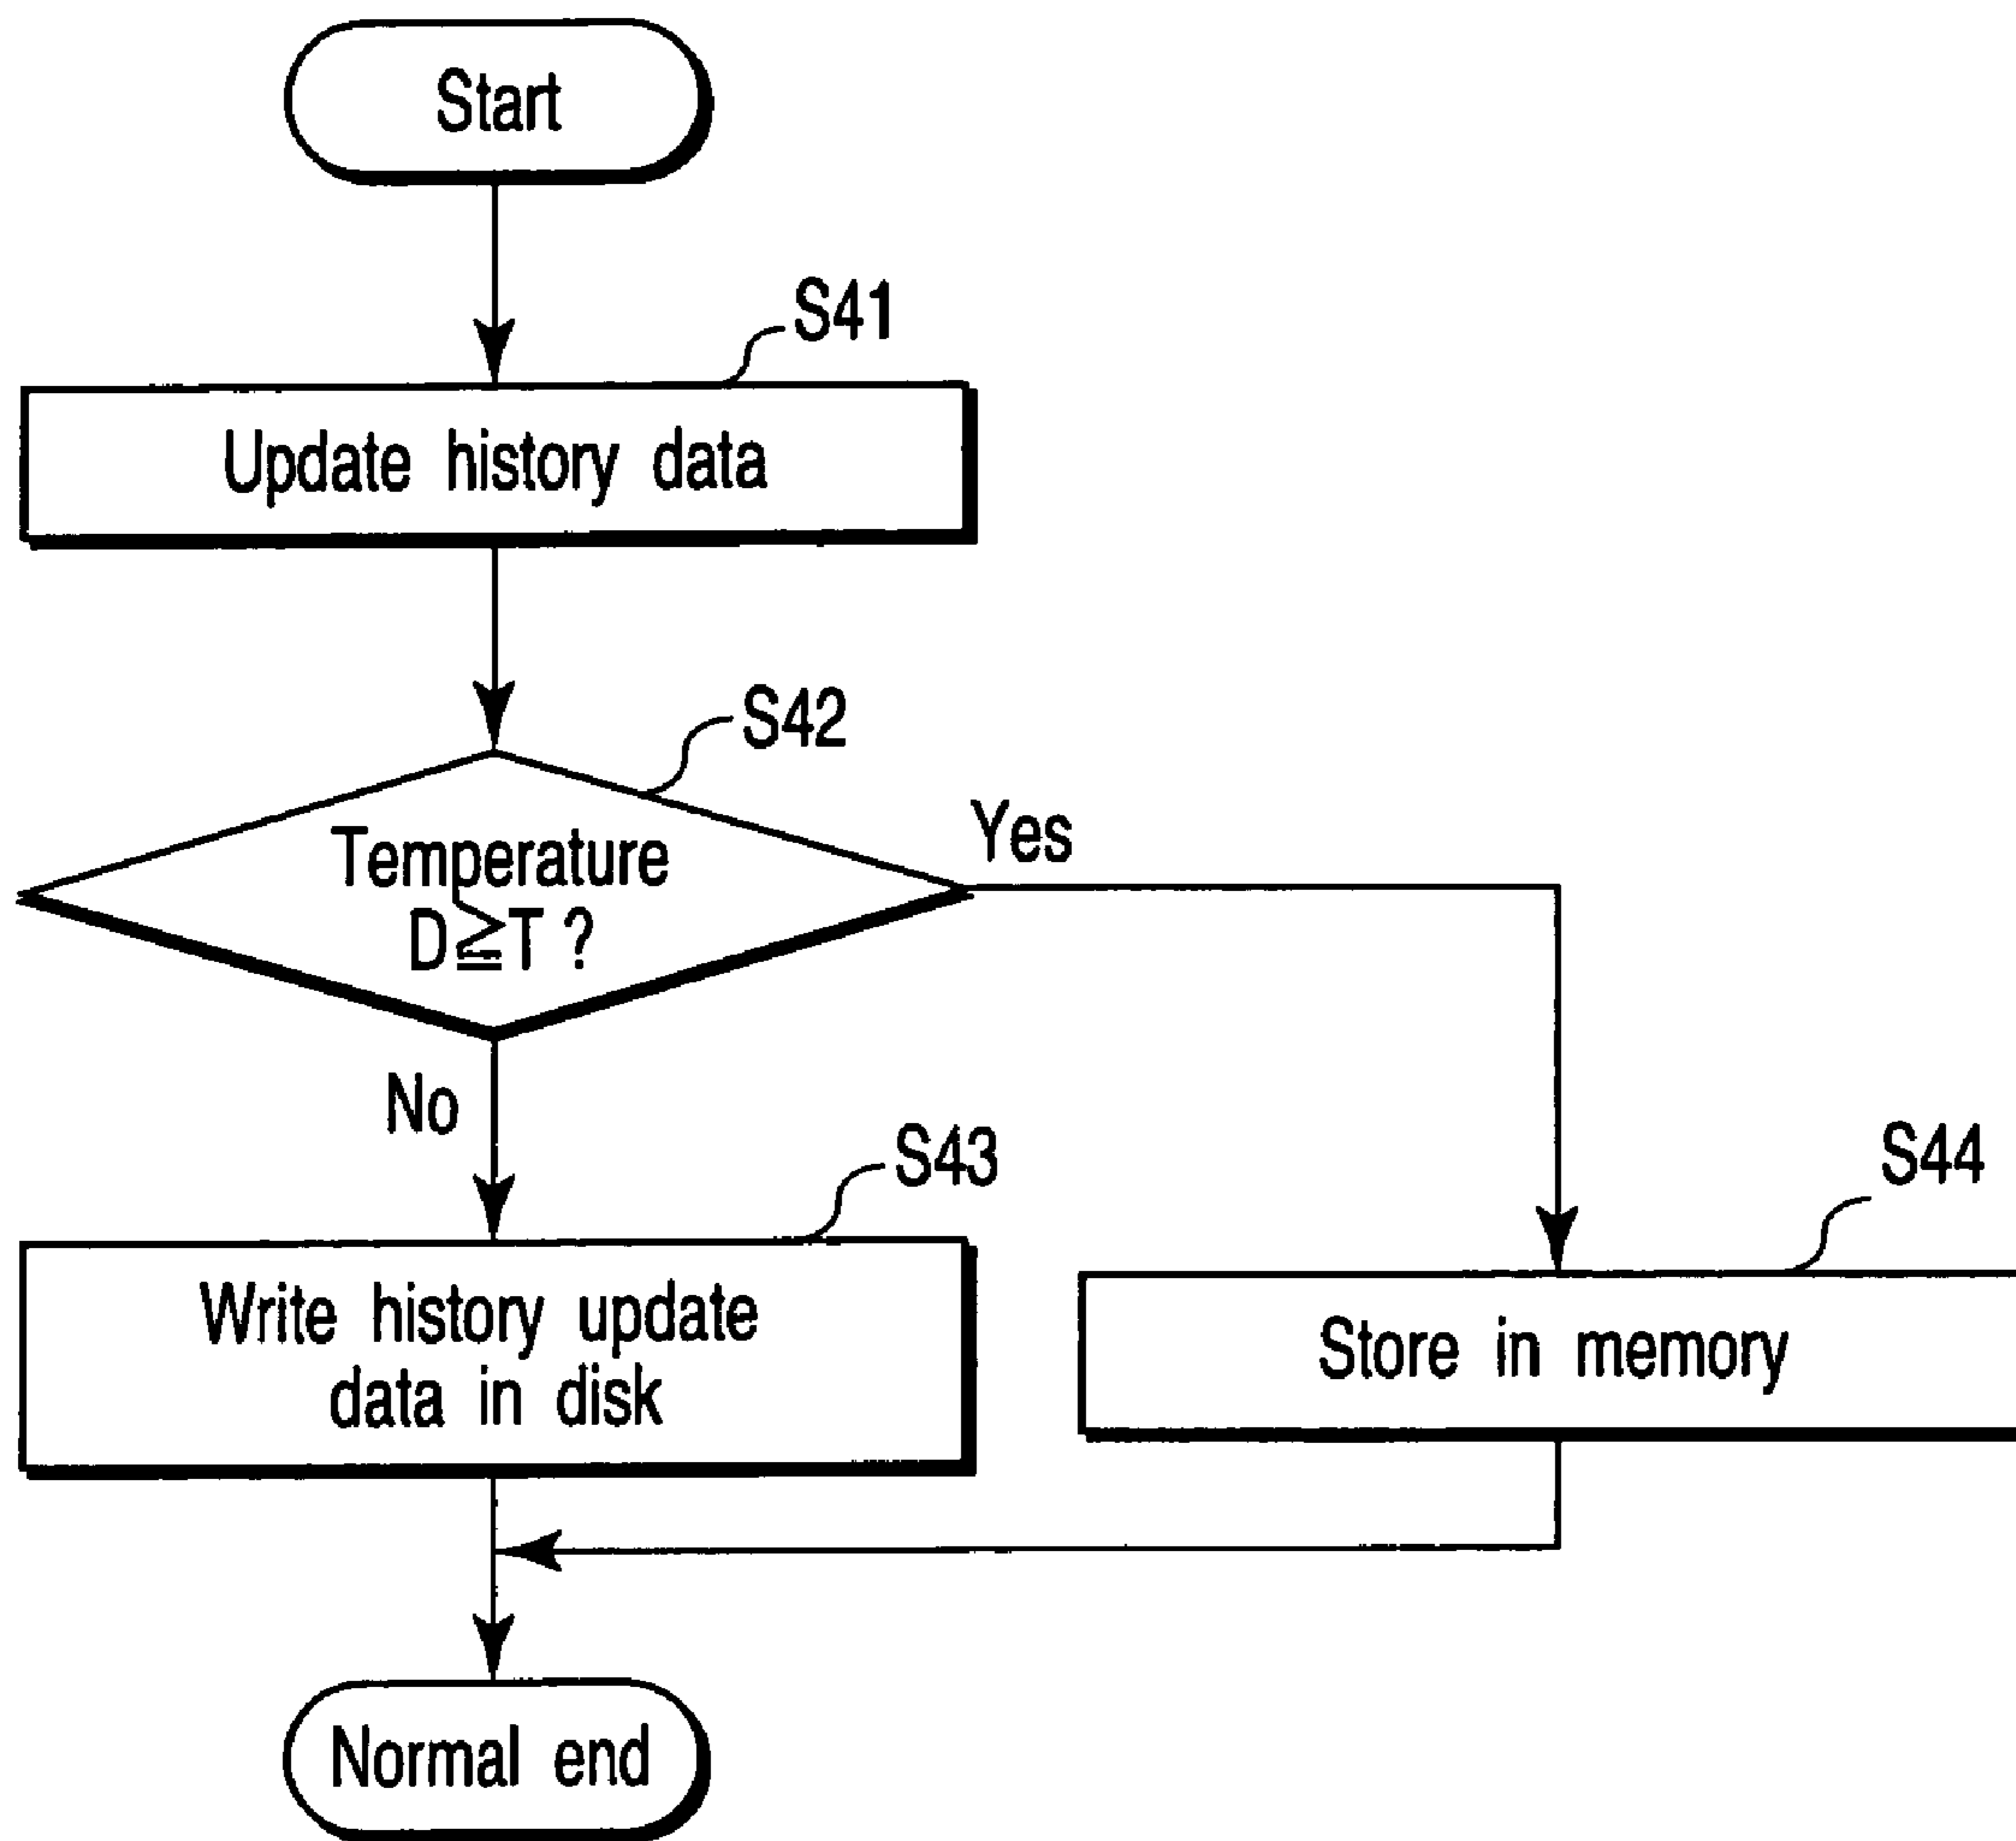 Start
S41
Update history data
S42
Temperature
D≧T ?
Yes
No
S43
Write history update
data in disk
S44
Store in memory
Normal end